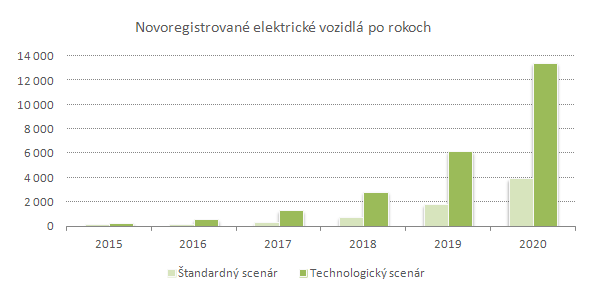 Novoregistrované elektrické vozidlá po rokoch
14 000
12 000
10 000
8 000
6 000
4 000
2 000
0
2015 2016 2017 2018 2019 2020
Štandardný scenár Technologický scenár